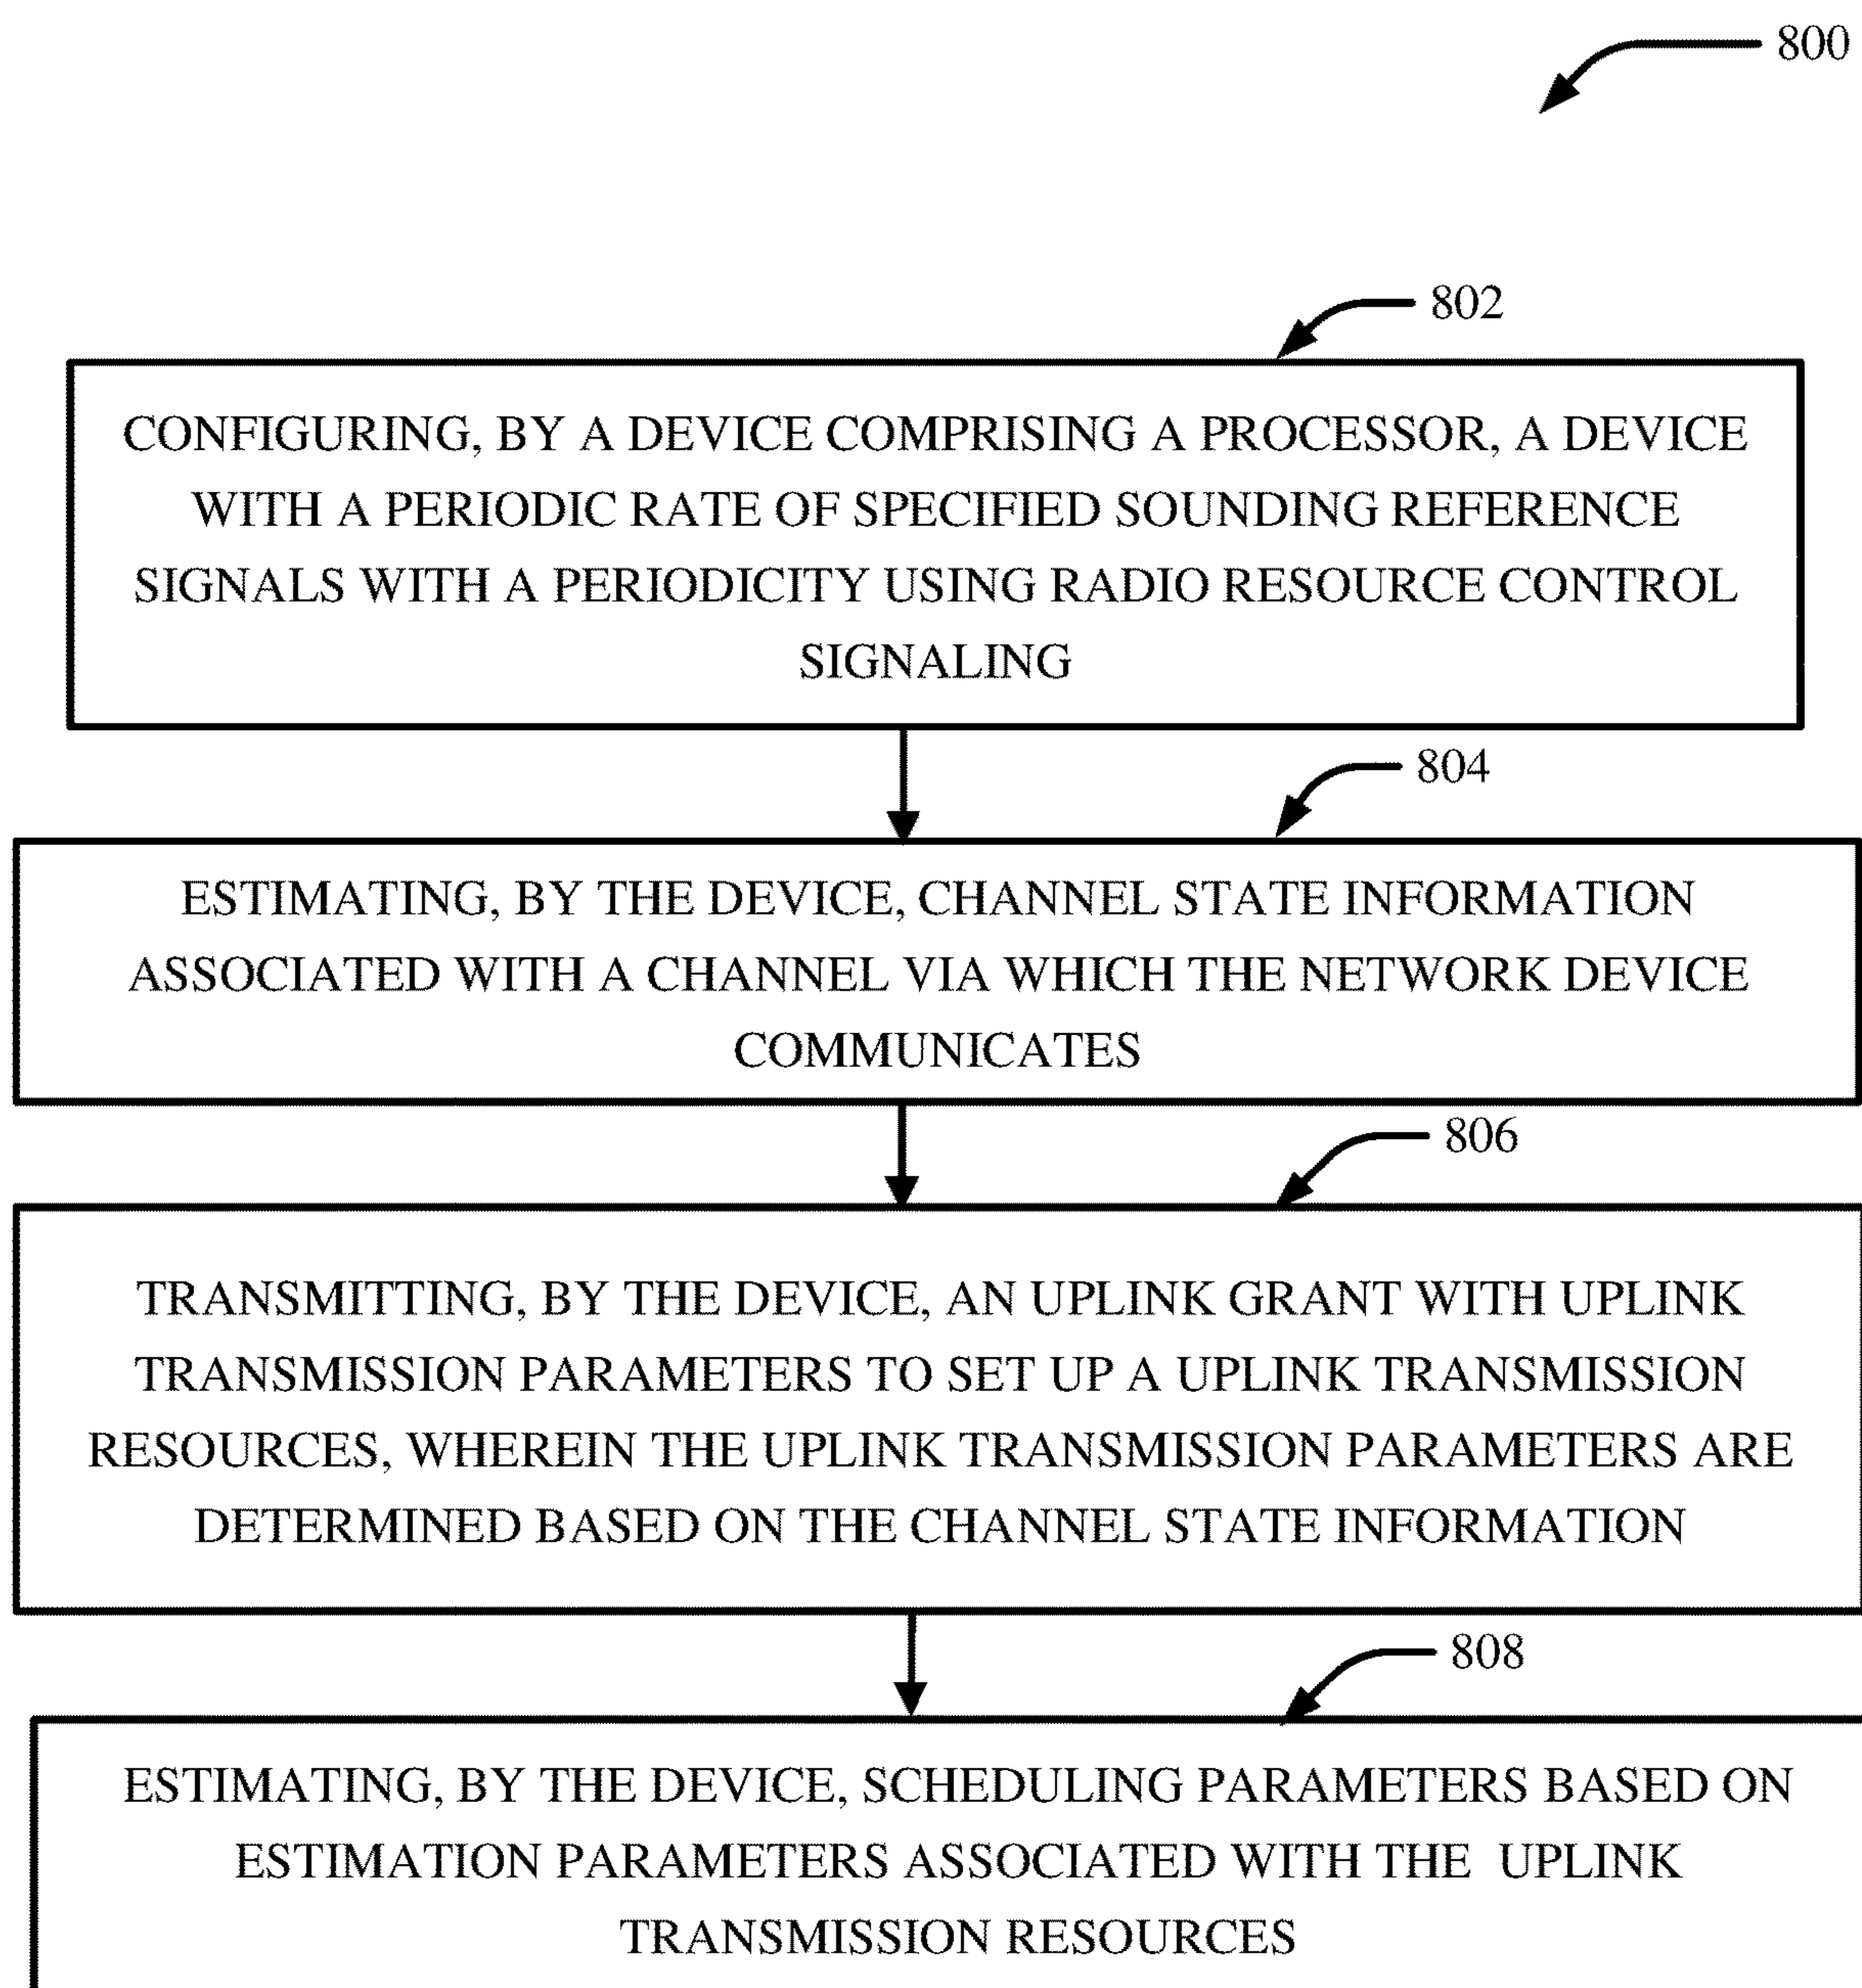 800
802
CONFIGURING, BY A DEVICE COMPRISING A PROCESSOR, A DEVICE
WITH A PERIODIC RATE OF SPECIFIED SOUNDING REFERENCE
SIGNALS WITH A PERIODICITY USING RADIO RESOURCE CONTROL
SIGNALING
804
ESTIMATING, BY THE DEVICE, CHANNEL STATE INFORMATION
ASSOCIATED WITH A CHANNEL VIA WHICH THE NETWORK DEVICE
COMMUNICATES
806
TRANSMITTING, BY THE DEVICE, AN UPLINK GRANT WITH UPLINK
TRANSMISSION PARAMETERS TO SET UP A UPLINK TRANSMISSION
RESOURCES, WHEREIN THE UPLINK TRANSMISSION PARAMETERS ARE
DETERMINED BASED ON THE CHANNEL STATE INFORMATION
808
ESTIMATING, BY THE DEVICE, SCHEDULING PARAMETERS BASED ON
ESTIMATION PARAMETERS ASSOCIATED WITH THE UPLINK
TRANSMISSION RESOURCES